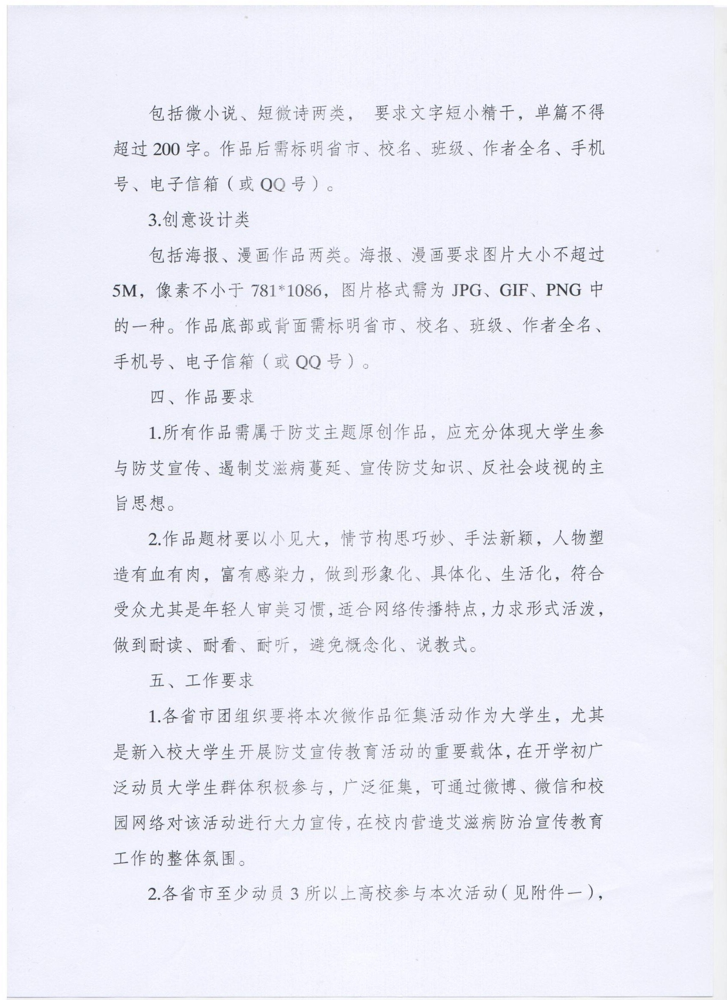 包括微小说、短微诗两类， 要求文字短小精干，单篇不得
超过 200 字。作品后需标明省市、校名、班级、作者全名、手机
号、电子信箱（或 QQ 号）。
3.创意设计类
包括海报、漫画作品两类。海报、漫画要求图片大小不超过
5M，像素不小于 781*1086，图片格式需为 JPG、GIF、PNG 中
的一种。作品底部或背面需标明省市、校名、班级、作者全名、
手机号、电子信箱（或 QQ 号）。
四、作品要求
1.所有作品需属于防艾主题原创作品，应充分体现大学生参
与防艾宣传、遏制艾滋病蔓延、宣传防艾知识、反社会歧视的主
旨思想。
2.作品题材要以小见大，情节构思巧妙、手法新颖，人物塑
造有血有肉，富有感染力，做到形象化、具体化、生活化，符合
受众尤其是年轻人审美习惯，适合网络传播特点，力求形式活泼，
做到耐读、耐看、耐听，避免概念化、说教式。
五、工作要求
1.各省市团组织要将本次微作品征集活动作为大学生，尤其
是新入校大学生开展防艾宣传教育活动的重要载体，在开学初广
泛动员大学生群体积极参与，广泛征集，可通过微博、微信和校
园网络对该活动进行大力宣传，在校内营造艾滋病防治宣传教育
工作的整体氛围。
2.各省市至少动员 3 所以上高校参与本次活动（见附件一），